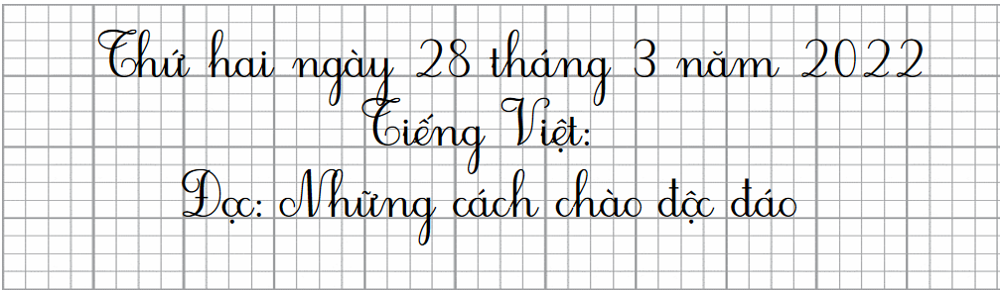 Thứ hai ngày 28 tháng 3 năm 2022
Tiếng Việt:
Đọc: Những cách chào độc đáo